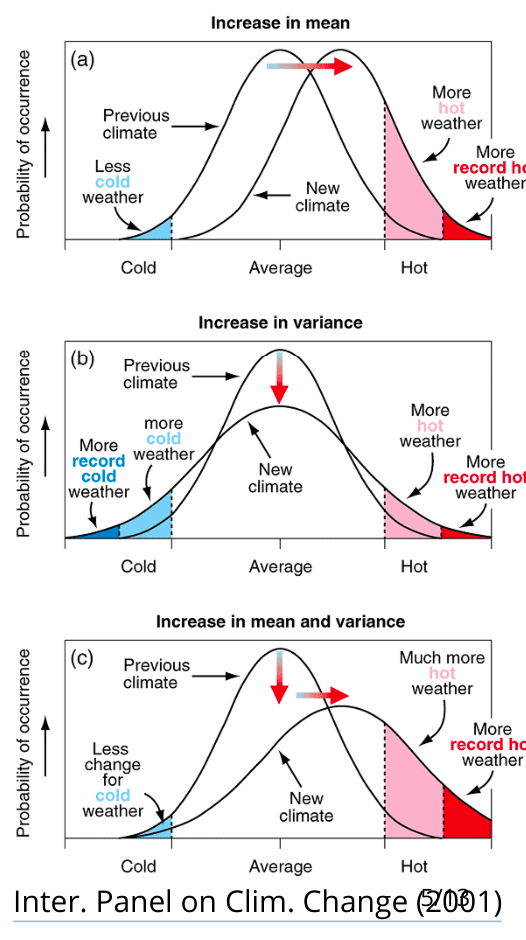 Increase in mean
(a)
Probability of occurrence
Previous
climate
Less
cold
weather
New
climate
More
hot
weather
More
record ho
weather
Cold
Average
Hot
Increase in variance
(b)
Probability of occurrence
Previous
climate
more
cold
weather
More
record
cold
weather
New
climate
More
hot
weather
More
record hot
weather
Cold
Average
Hot
Increase in mean and variance
(c)
Probability of occurrence
Previous
climate
Less
change
for
cold
weather
New
climate
Much more
hot
weather
More
record ho
weather
Cold
Average
Hot
Inter. Panel on Clim. Change (2001)
5/13